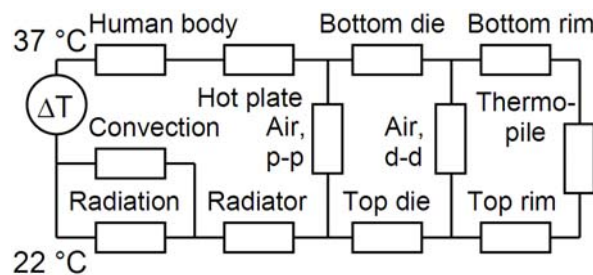 37 °C
Human body
Bottom die
Bottom rim
ΔT
Hot plate
Convection
Air,
p-p
Air,
d-d
Thermo-
pile
Radiation
Radiator
Top die
Top rim
22 °C